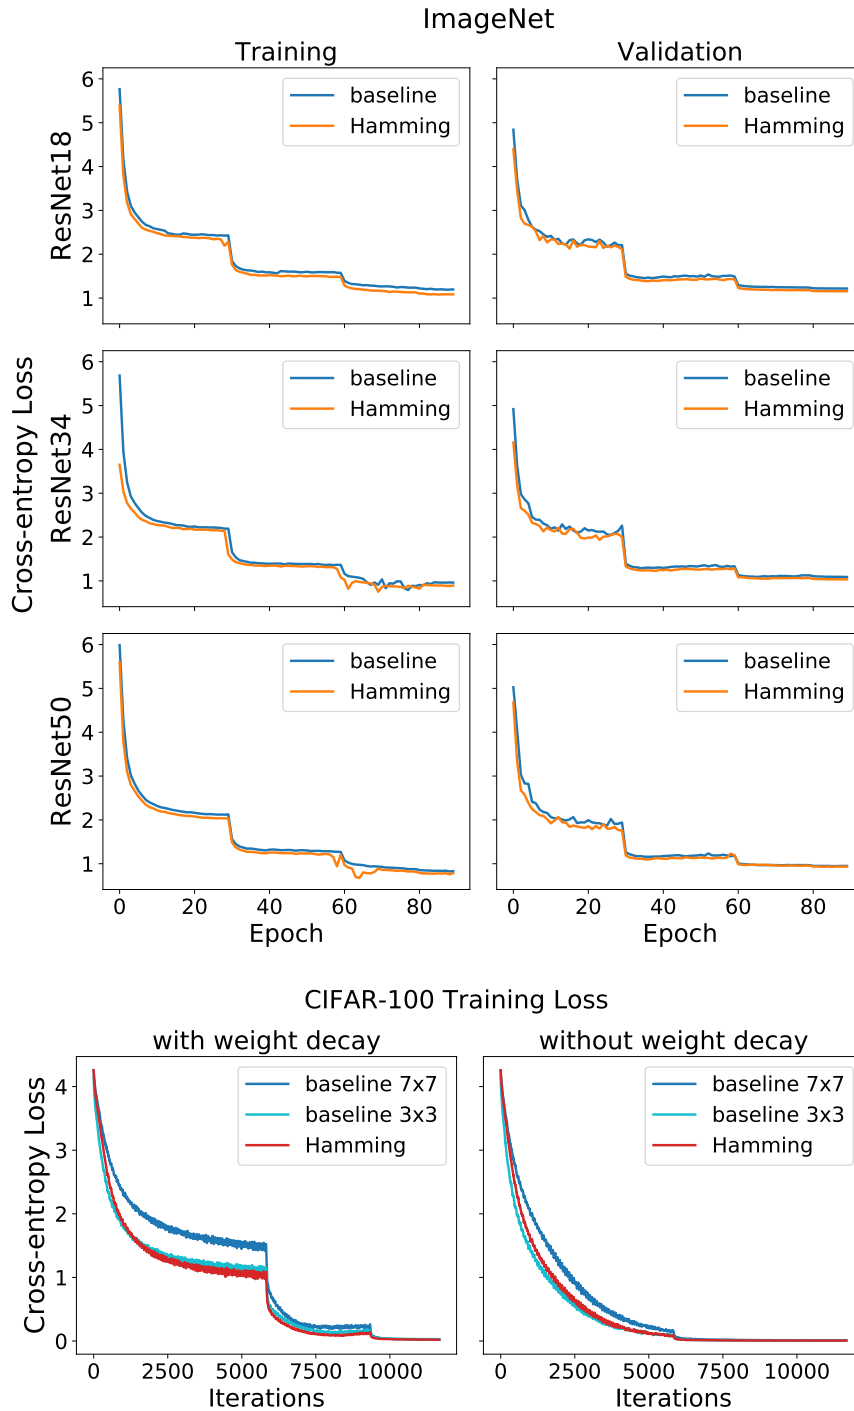 ImageNet
Training
Validation
Cross-entropy Loss
ResNet18
6
5
4
3
2
1
baseline
Hamming
baseline
Hamming
ResNet34
6
5
4
3
2
1
baseline
Hamming
baseline
Hamming
ResNet50
6
5
4
3
2
1
baseline
Hamming
baseline
Hamming
0 20 40 60 80
0 20 40 60 80
Epoch
Epoch
CIFAR-100 Training Loss
with weight decay
without weight decay
Cross-entropy Loss
4
3
2
1
0
baseline 7x7
baseline 3x3
Hamming
baseline 7x7
baseline 3x3
Hamming
0 2500 5000 7500 10000
0 2500 5000 7500 10000
Iterations
Iterations